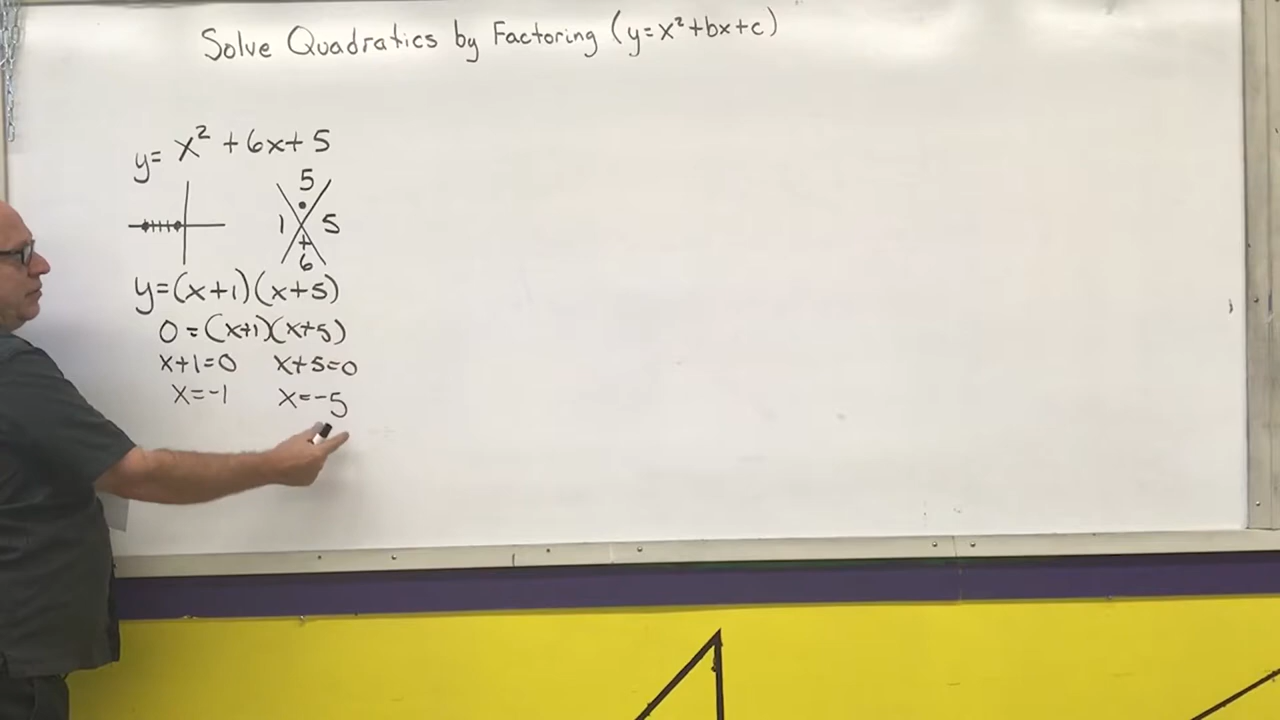 Solve Quadratics by Factoring (y=x²+bx+c)
y= x² +6x+ 5
5
1 5
+
6
y=(x+1)(x+5)
0=(x+1)(x+5)
x+1=0 x+5=0
x=-1 x=-5